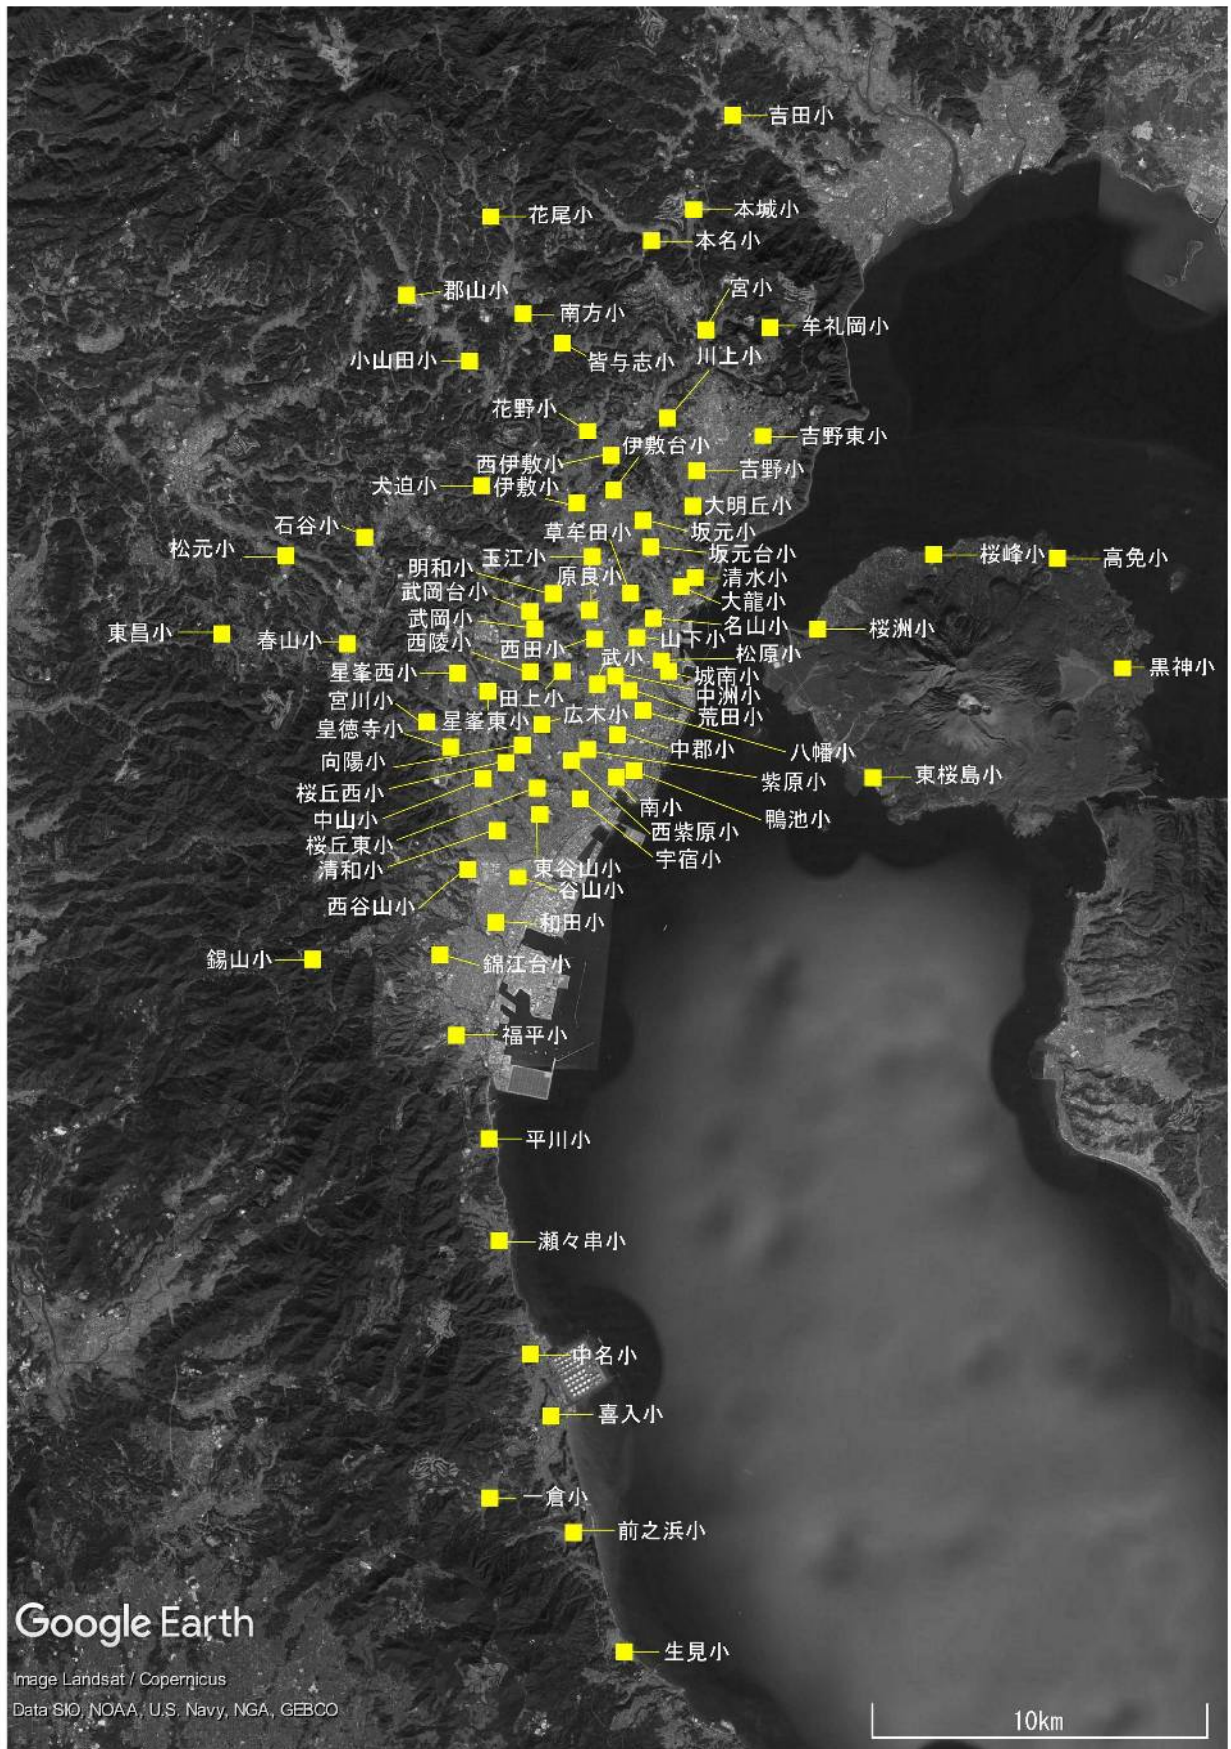 吉田小
本城小
花尾小
本名小
宮小
郡山小
南方小
牟礼岡小
川上小
小山田小
皆与志小
花野小
吉野東小
伊敷台小
西伊敷小
吉野小
犬迫小
伊敷小
大明丘小
石谷小
草牟田小
坂元小
松元小
玉江小
坂元台小
桜峰小
高免小
明和小
原良小
清水小
武岡台小
大龍小
武岡小
名山小
東昌小
春山小
西陵小
西田小
山下小
桜洲小
武小
松原小
黒神小
星峯西小
城南小
宮川小
田上小
中洲小
星峯東小
広木小
荒田小
皇徳寺小
中郡小
八幡小
向陽小
紫原小
東桜島小
桜丘西小
南小
中山小
西紫原小
鴨池小
桜丘東小
宇宿小
清和小
東谷山小
谷山小
西谷山小
和田小
錫山小
錦江台小
福平小
平川小
瀬々串小
中名小
喜入小
一倉小
前之浜小
生見小
Google Earth
Image Landsat / Copernicus
Data SIO, NOAA, U.S. Navy, NGA, GEBCO
10km